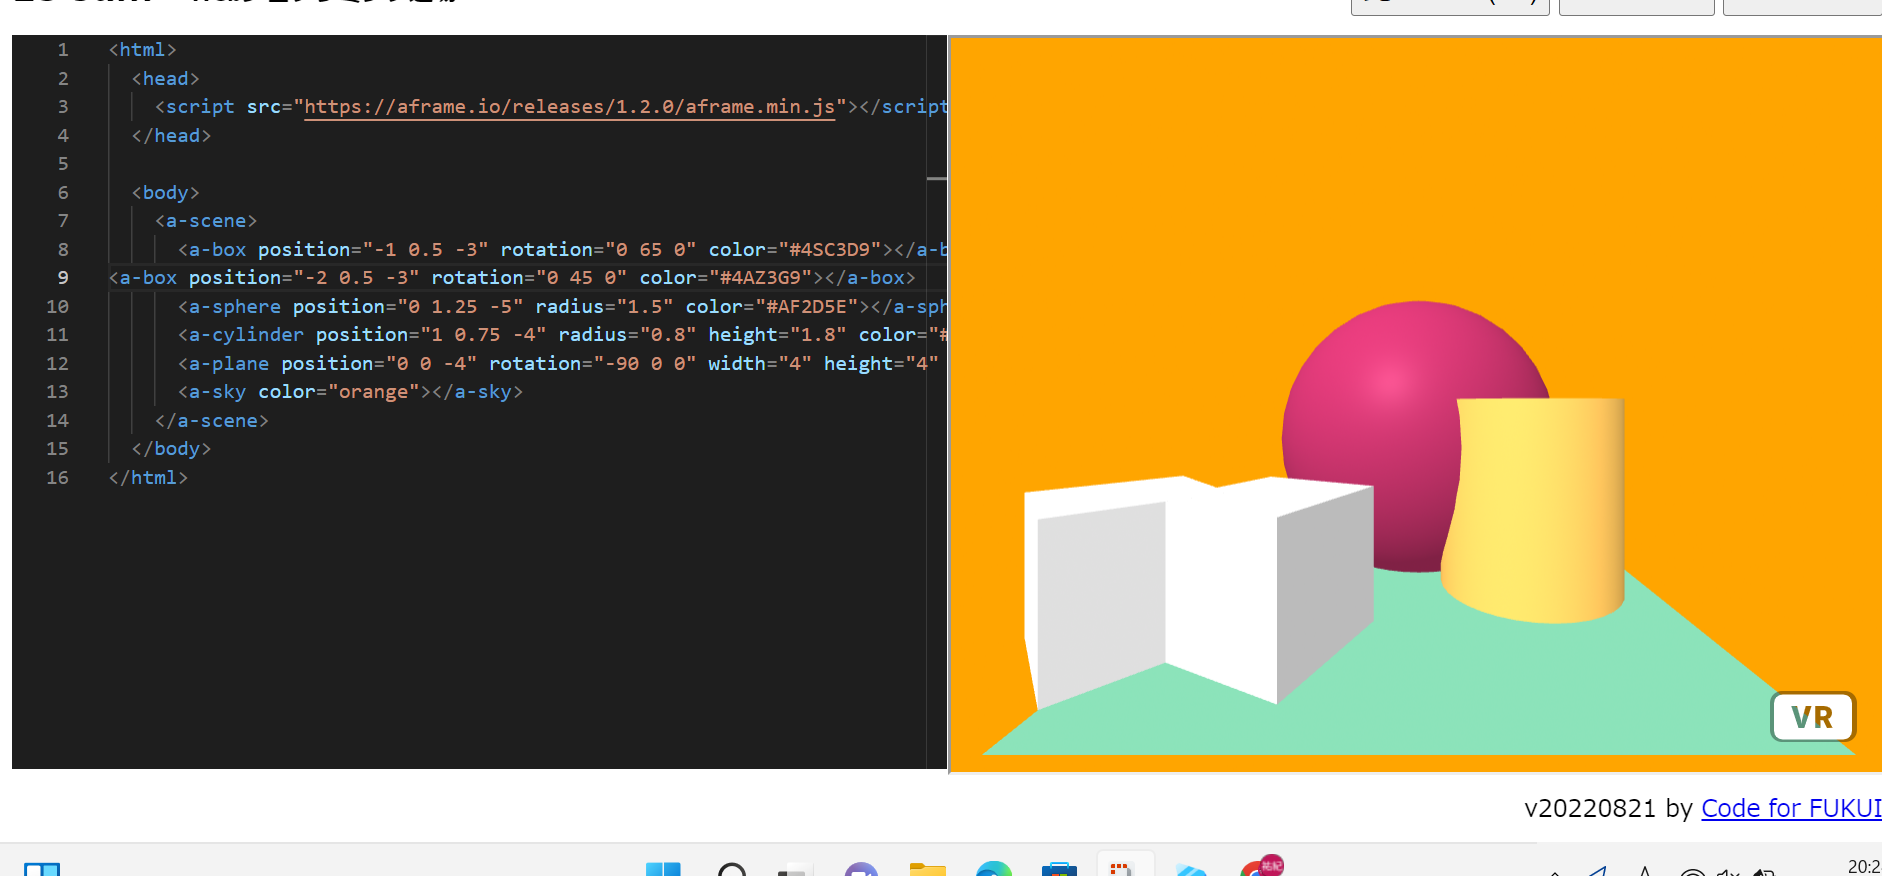 1 <html>
2 <head>
3 <script src="https://aframe.io/releases/1.2.0/aframe.min.js"></script
4 </head>
5
6 <body>
7 <a-scene>
8 <a-box position="-1 0.5 -3" rotation="0 65 0" color="#4SC3D9"></a-b
9 <a-box position="-2 0.5 -3" rotation="0 45 0" color="#4AZ3G9"></a-box>
10 <a-sphere position="0 1.25 -5" radius="1.5" color="#AF2D5E"></a-sph
11 <a-cylinder position="1 0.75 -4" radius="0.8" height="1.8" color="#
12 <a-plane position="0 0 -4" rotation="-90 0 0" width="4" height="4"
13 <a-sky color="orange"></a-sky>
14 </a-scene>
15 </body>
16 </html>
VR
v20220821 by Code for FUKUI
祐紀
20:2